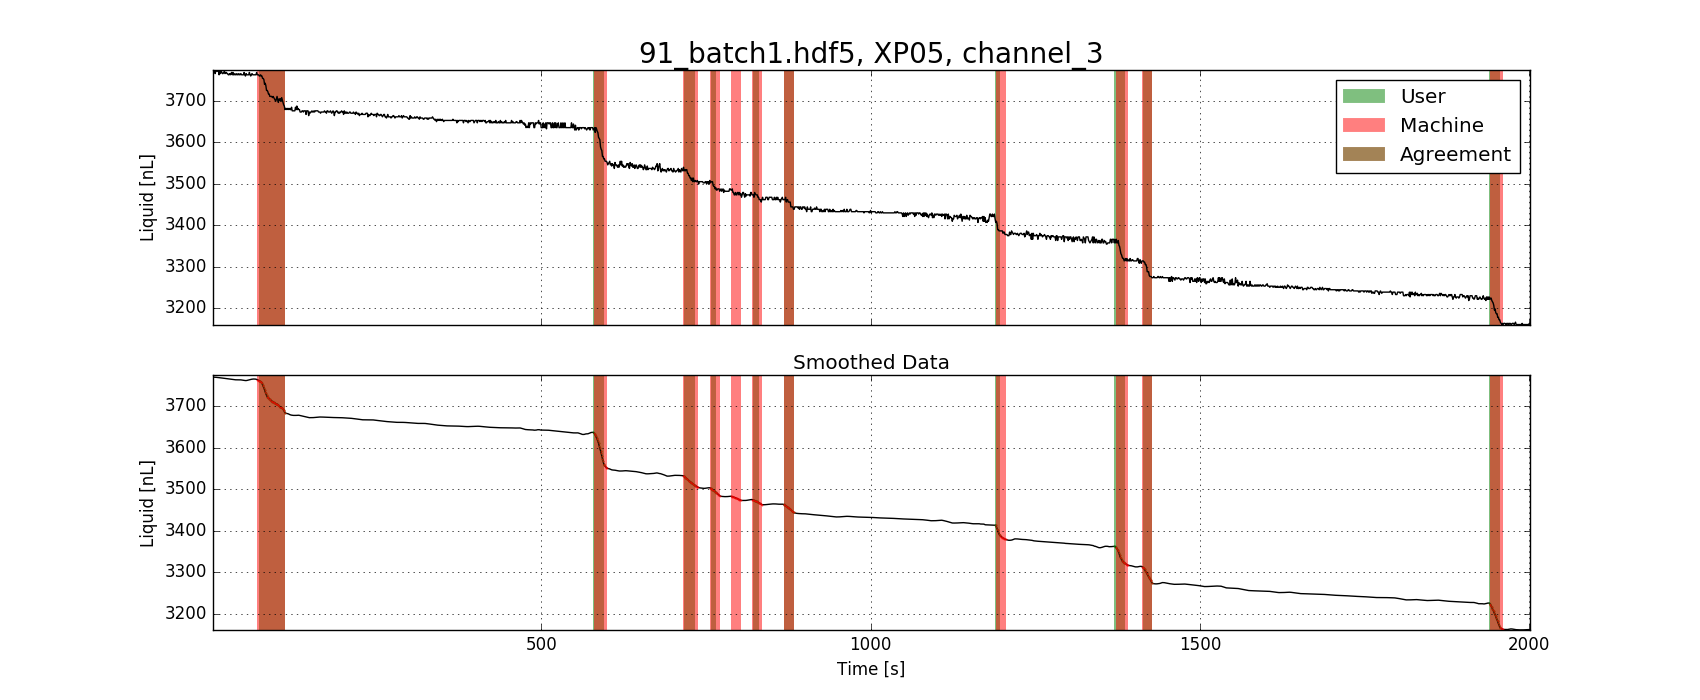 91_batch1.hdf5, XP05, channel_3
3700
3600
3500
3400
3300
3200
Liquid [nL]
User
Machine
Agreement
Smoothed Data
3700
3600
3500
3400
3300
3200
Liquid [nL]
500
1000
1500
2000
Time [s]